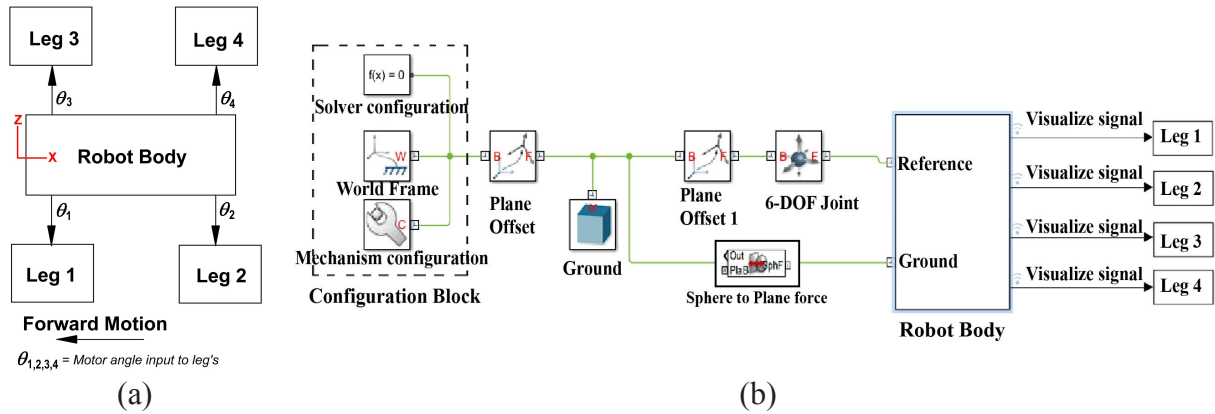 Leg 3
Leg 4
θ3
θ4
Z
X
Robot Body
θ1
θ2
Leg 1
Leg 2
Forward Motion
θ1,2,3,4 = Motor angle input to leg's
(a)
f(x) = 0
Solver configuration
W
World Frame
C
Mechanism configuration
Configuration Block
B F
Plane
Offset
Ground
B F
Plane
Offset 1
B F
6-DOF Joint
Out
PlaB
SphF
Sphere to Plane force
Reference
Ground
Robot Body
Visualize signal
Leg 1
Visualize signal
Leg 2
Visualize signal
Leg 3
Visualize signal
Leg 4
(b)